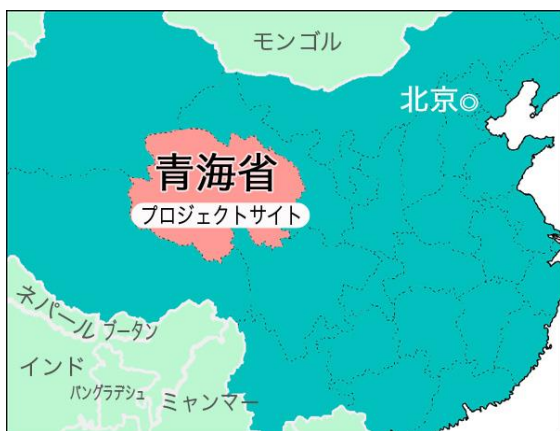 モンゴル
北京◎
青海省
プロジェクトサイト
ネパール
ブータン
インド
バングラデシュ
ミャンマー